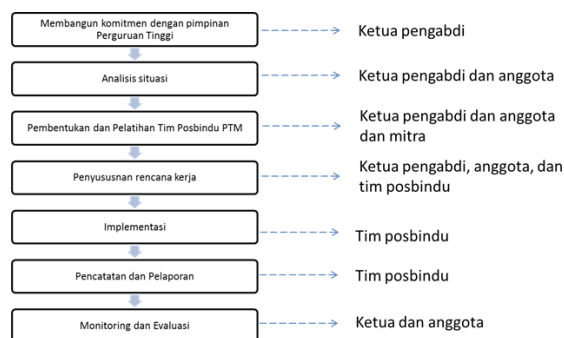 Membangun komitmen dengan pimpinan
Perguruan Tinggi
Ketua pengabdi
Analisis situasi
Ketua pengabdi dan anggota
Pembentukan dan Pelatihan Tim Posbindu PTM
Ketua pengabdi dan anggota
dan mitra
Penyususnan rencana kerja
Ketua pengabdi, anggota, dan
tim posbindu
Implementasi
Tim posbindu
Pencatatan dan Pelaporan
Tim posbindu
Monitoring dan Evaluasi
Ketua dan anggota